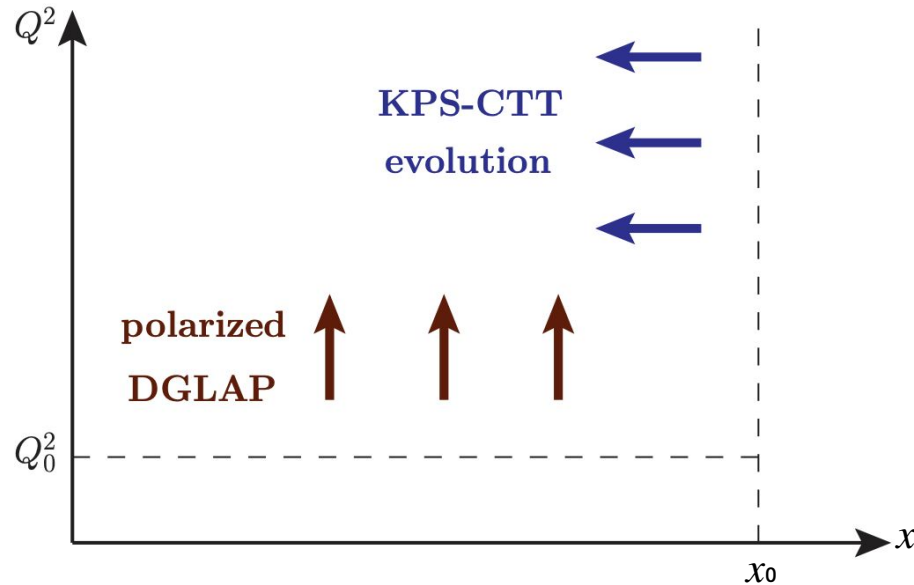 Q²
KPS-CTT
evolution
polarized
DGLAP
Q₀²
x
x₀